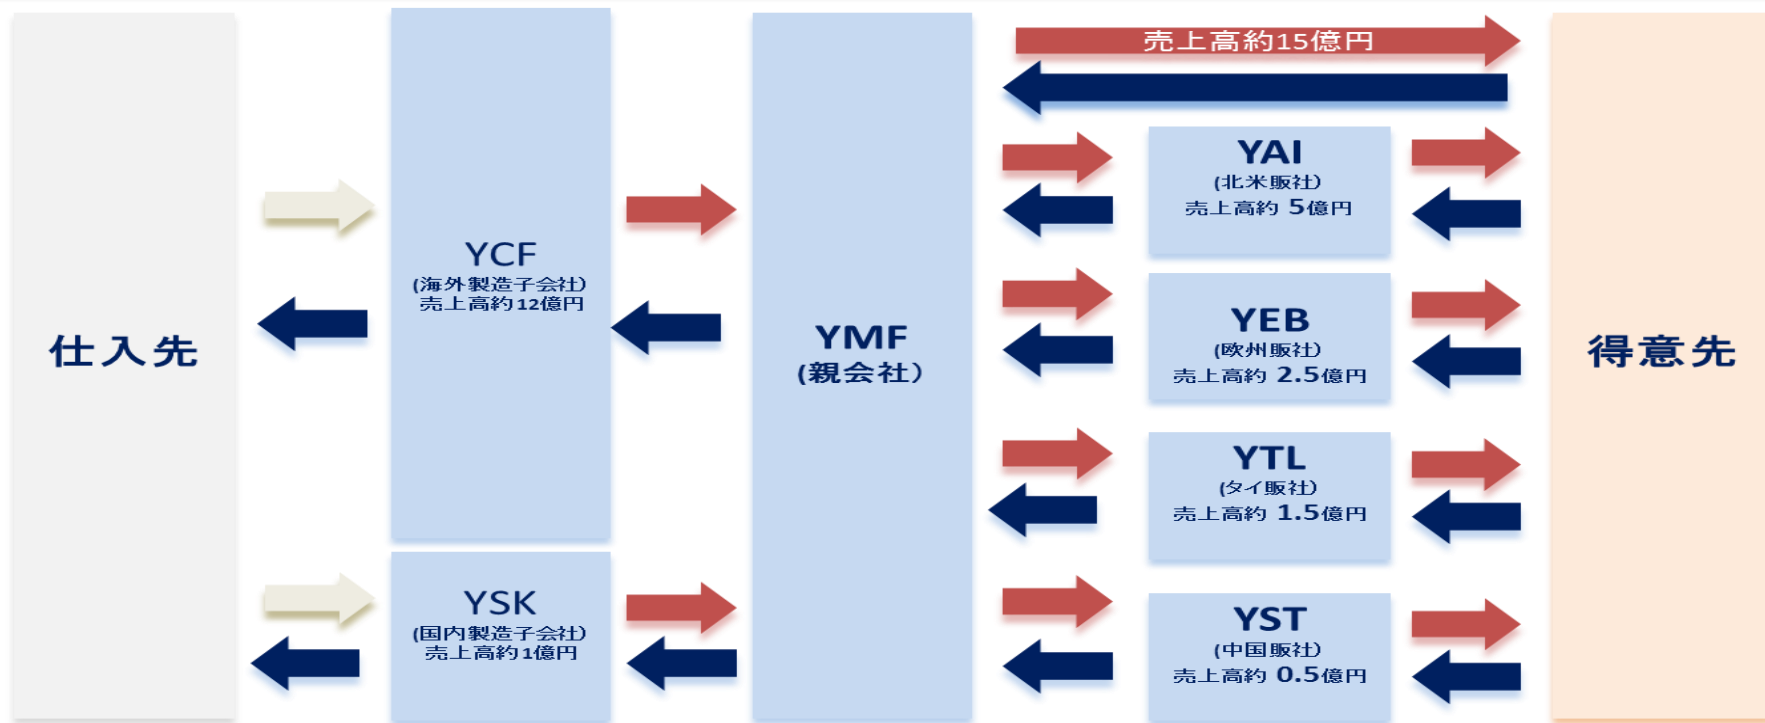 仕入先
YCF
(海外製造子会社)
売上高約12億円
YSK
(国内製造子会社)
売上高約1億円
YMF
(親会社)
売上高約15億円
YAI
(北米販社)
売上高約 5億円
YEB
(欧州販社)
売上高約 2.5億円
YTL
(タイ販社)
売上高約 1.5億円
YST
(中国販社)
売上高約 0.5億円
得意先